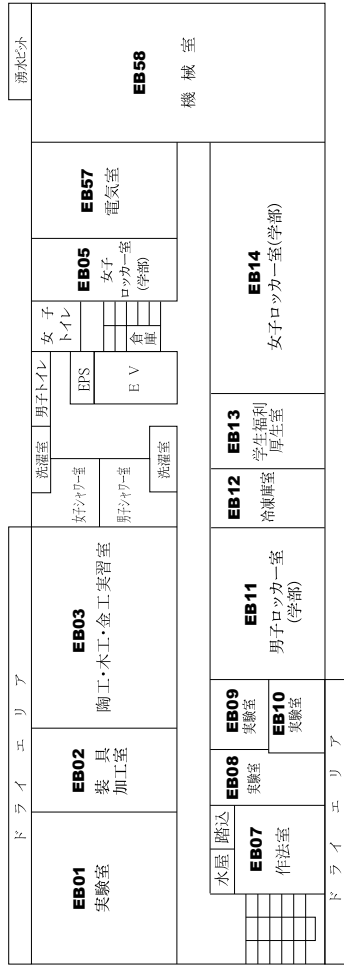 湧水ピット
EB58
機 械 室
EB57
電気室
EB05
女子
ロッカー室
(学部)
女 子
トイレ
倉
庫
男子トイレ
EPS
E V
洗濯室
女子シャワー室
男子シャワー室
洗濯室
ド ラ イ エ リ ア
EB03
陶工・木工・金工実習室
EB02
装 具
加工室
EB01
実験室
EB14
女子ロッカー室(学部)
EB13
学生福利
厚生室
EB12
冷凍庫室
EB11
男子ロッカー室
(学部)
EB09
実験室
EB10
実験室
EB08
実験室
水屋
踏込
EB07
作法室
ド ラ イ エ リ ア